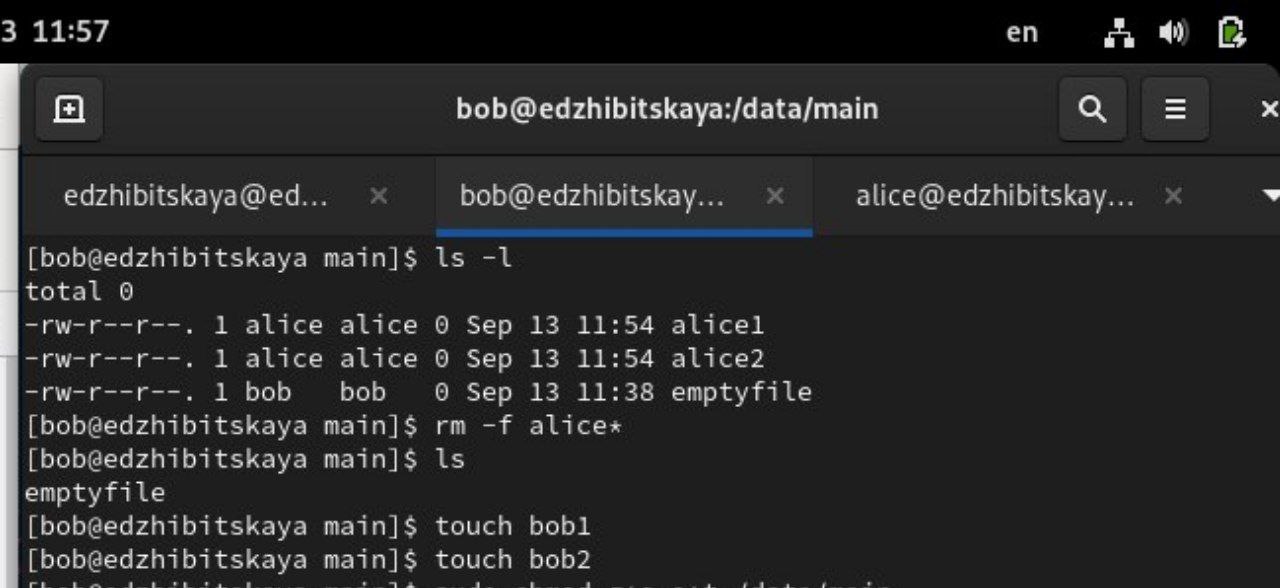 3 11:57
en
bob@edzhibitskaya:/data/main
edzhibitskaya@ed...
bob@edzhibitskay...
alice@edzhibitskay...
[bob@edzhibitskaya main]$ ls -l
total 0
-rw-r--r--. 1 alice alice 0 Sep 13 11:54 alice1
-rw-r--r--. 1 alice alice 0 Sep 13 11:54 alice2
-rw-r--r--. 1 bob   bob   0 Sep 13 11:38 emptyfile
[bob@edzhibitskaya main]$ rm -f alice*
[bob@edzhibitskaya main]$ ls
emptyfile
[bob@edzhibitskaya main]$ touch bob1
[bob@edzhibitskaya main]$ touch bob2